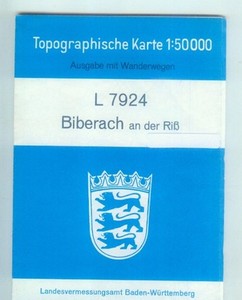 Topographische Karte 1:50000
Ausgabe mit Wanderwegen
L 7924
Biberach an der Riß
Landesvermessungsamt Baden-Württemberg